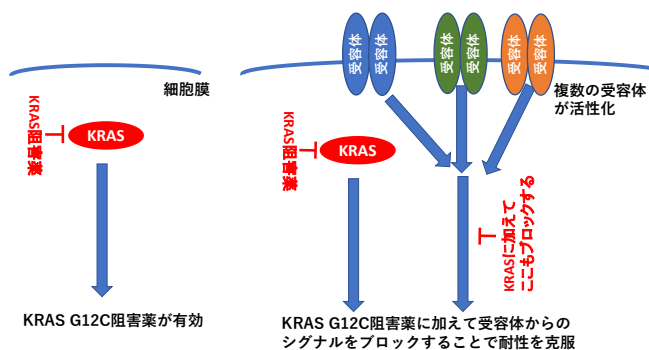 細胞膜
KRAS阻害薬
KRAS
KRAS G12C阻害薬が有効
受容体
受容体
受容体
受容体
受容体
受容体
複数の受容体
が活性化
KRAS阻害薬
KRAS
KRASに加えて
ここもブロックする
KRAS G12C阻害薬に加えて受容体からの
シグナルをブロックすることで耐性を克服